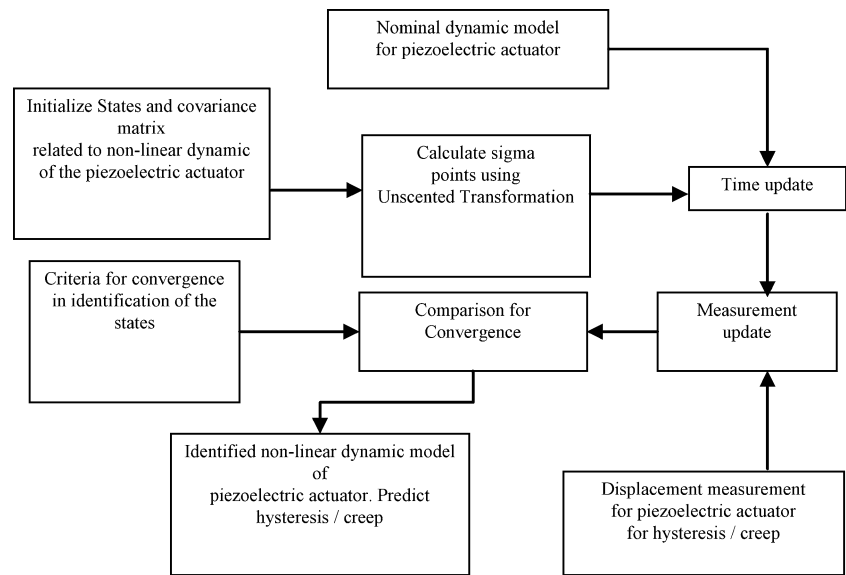 Nominal dynamic model
for piezoelectric actuator
Initialize States and covariance
matrix
related to non-linear dynamic
of the piezoelectric actuator
Calculate sigma
points using
Unscented Transformation
Time update
Criteria for convergence
in identification of the
states
Comparison for
Convergence
Measurement
update
Identified non-linear dynamic model
of
piezoelectric actuator. Predict
hysteresis / creep
Displacement measurement
for piezoelectric actuator
for hysteresis / creep